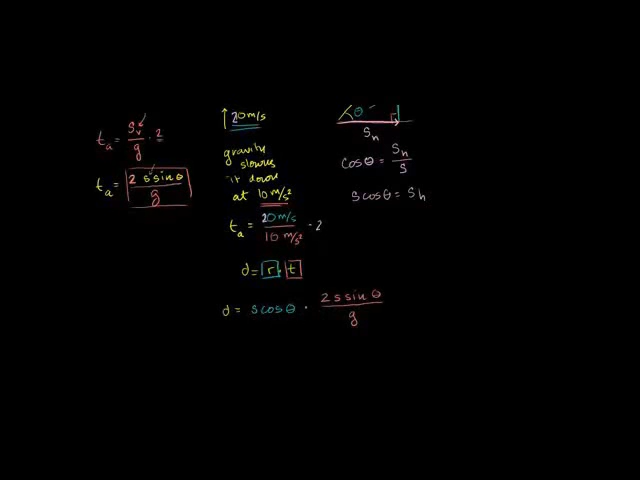 t_a = S_v/g · 2
t_a = 2 s sin θ / g
↑ 20 m/s
gravity
slows
it down
at 10 m/s²
t_a = 20 m/s / 10 m/s² · 2
d = r · t
d = s cos θ · 2 s sin θ / g
θ
S_h
cos θ = S_h / S
s cos θ = S_h